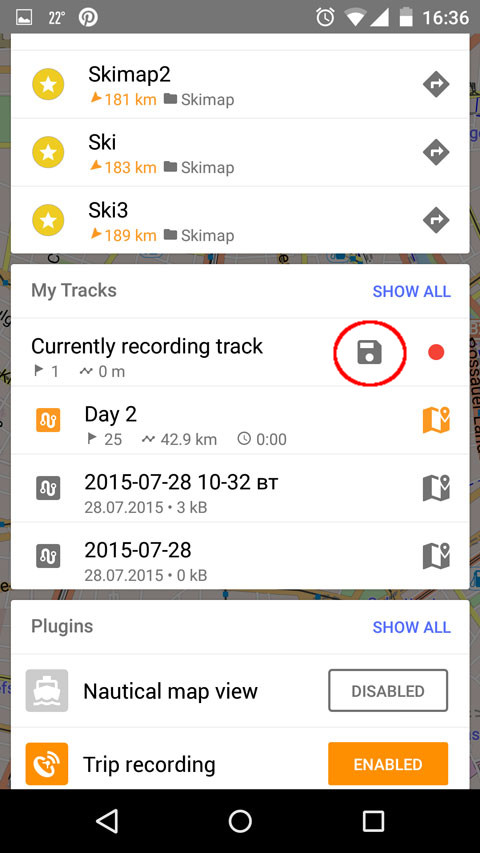 22° 16:36
Skimap2
181 km Skimap
Ski
183 km Skimap
Ski3
189 km Skimap
My Tracks SHOW ALL
Currently recording track
1 0 m
Day 2
25 42.9 km 0:00
2015-07-28 10-32 вт
28.07.2015 • 3 kB
2015-07-28
28.07.2015 • 0 kB
Plugins SHOW ALL
Nautical map view DISABLED
Trip recording ENABLED